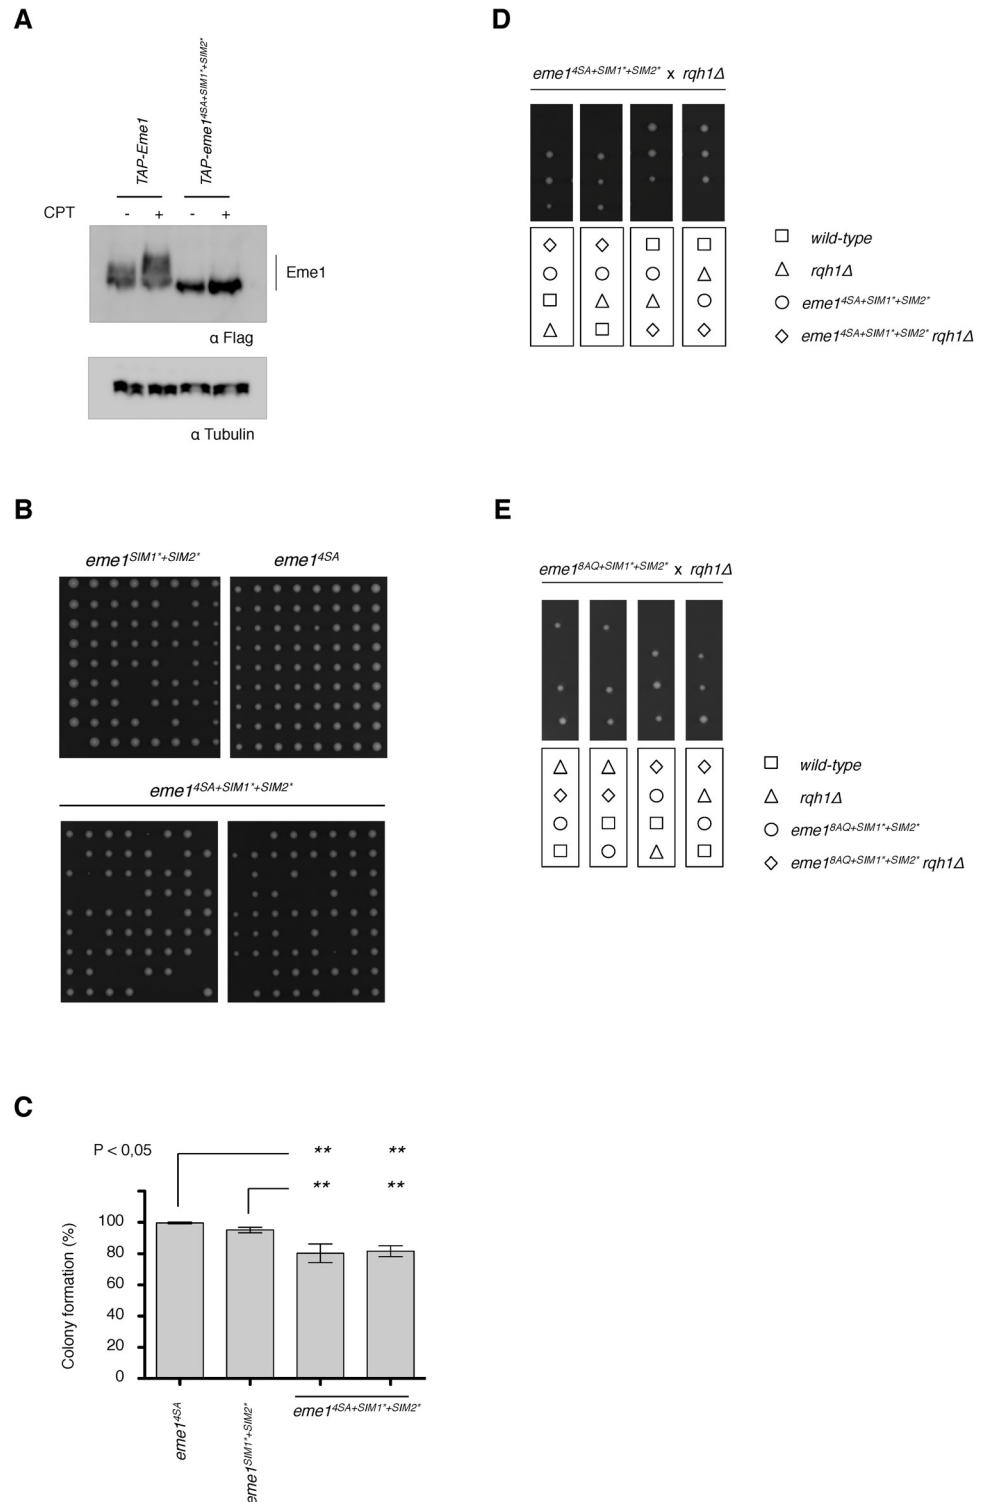 A
TAP-Eme1
TAP-eme1^4SA+SIM1*+SIM2*
CPT - + - +
Eme1
α Flag
α Tubulin
B
eme1^SIM1*+SIM2* eme1^4SA
eme1^4SA+SIM1*+SIM2*
C
P < 0,05 ** **
** **
Colony formation (%)
100
80
60
40
20
0
eme1^4SA
eme1^SIM1*+SIM2*
eme1^4SA+SIM1*+SIM2*
D
eme1^4SA+SIM1*+SIM2* x rqh1Δ
wild-type
rqh1Δ
eme1^4SA+SIM1*+SIM2*
eme1^4SA+SIM1*+SIM2* rqh1Δ
E
eme1^8AQ+SIM1*+SIM2* x rqh1Δ
wild-type
rqh1Δ
eme1^8AQ+SIM1*+SIM2*
eme1^8AQ+SIM1*+SIM2* rqh1Δ